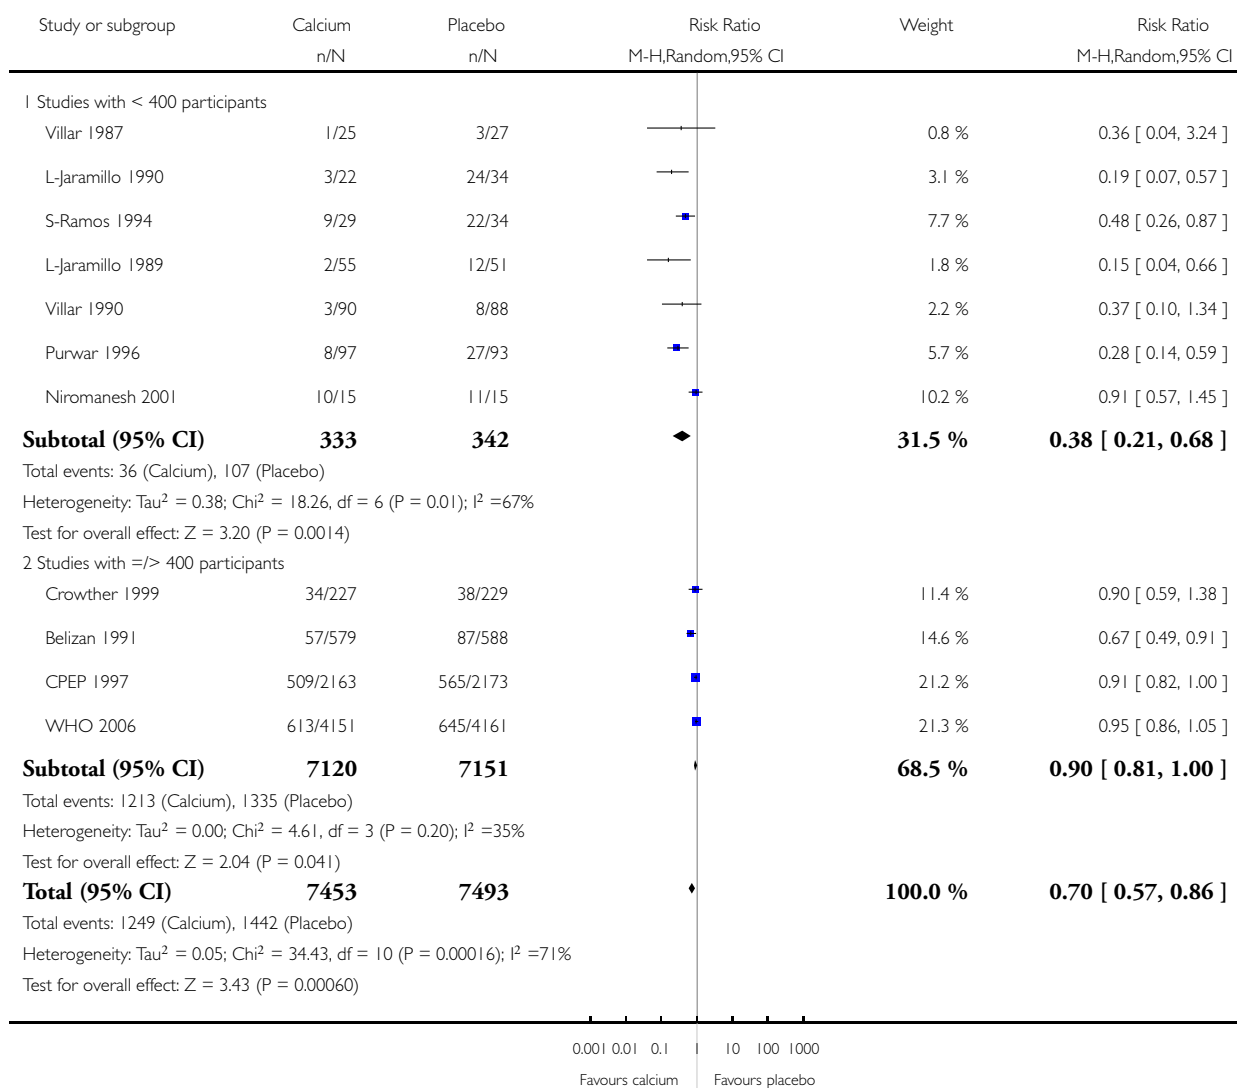 Study or subgroup Calcium Placebo Risk Ratio Weight Risk Ratio
n/N n/N M-H,Random,95% CI M-H,Random,95% CI
1 Studies with < 400 participants
Villar 1987 1/25 3/27 0.8 % 0.36 [ 0.04, 3.24 ]
L-Jaramillo 1990 3/22 24/34 3.1 % 0.19 [ 0.07, 0.57 ]
S-Ramos 1994 9/29 22/34 7.7 % 0.48 [ 0.26, 0.87 ]
L-Jaramillo 1989 2/55 12/51 1.8 % 0.15 [ 0.04, 0.66 ]
Villar 1990 3/90 8/88 2.2 % 0.37 [ 0.10, 1.34 ]
Purwar 1996 8/97 27/93 5.7 % 0.28 [ 0.14, 0.59 ]
Niromanesh 2001 10/15 11/15 10.2 % 0.91 [ 0.57, 1.45 ]
Subtotal (95% CI) 333 342 31.5 % 0.38 [ 0.21, 0.68 ]
Total events: 36 (Calcium), 107 (Placebo)
Heterogeneity: Tau² = 0.38; Chi² = 18.26, df = 6 (P = 0.01); I² =67%
Test for overall effect: Z = 3.20 (P = 0.0014)
2 Studies with =/> 400 participants
Crowther 1999 34/227 38/229 11.4 % 0.90 [ 0.59, 1.38 ]
Belizan 1991 57/579 87/588 14.6 % 0.67 [ 0.49, 0.91 ]
CPEP 1997 509/2163 565/2173 21.2 % 0.91 [ 0.82, 1.00 ]
WHO 2006 613/4151 645/4161 21.3 % 0.95 [ 0.86, 1.05 ]
Subtotal (95% CI) 7120 7151 68.5 % 0.90 [ 0.81, 1.00 ]
Total events: 1213 (Calcium), 1335 (Placebo)
Heterogeneity: Tau² = 0.00; Chi² = 4.61, df = 3 (P = 0.20); I² =35%
Test for overall effect: Z = 2.04 (P = 0.041)
Total (95% CI) 7453 7493 100.0 % 0.70 [ 0.57, 0.86 ]
Total events: 1249 (Calcium), 1442 (Placebo)
Heterogeneity: Tau² = 0.05; Chi² = 34.43, df = 10 (P = 0.00016); I² =71%
Test for overall effect: Z = 3.43 (P = 0.00060)
0.001 0.01 0.1 1 10 100 1000
Favours calcium Favours placebo